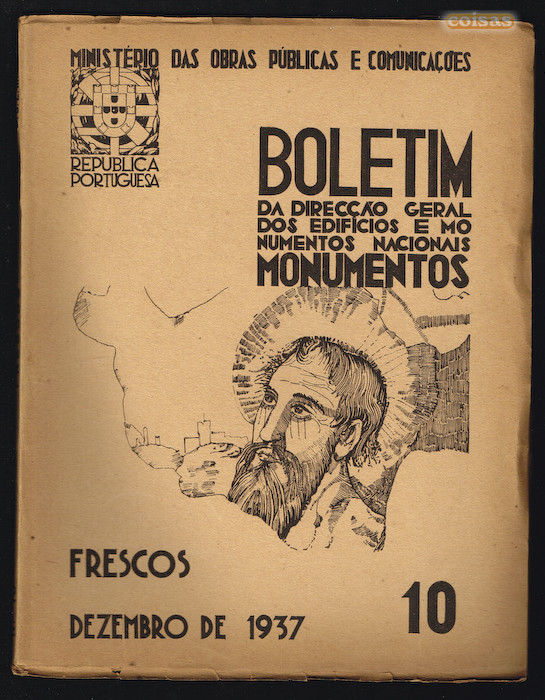 coisas
MINISTÉRIO DAS OBRAS PÚBLICAS E COMUNICAÇÕES
REPUBLICA
PORTUGUESA
BOLETIM
DA DIRECÇÃO GERAL
DOS EDIFÍCIOS E MO
NUMENTOS NACIONAIS
MONUMENTOS
FRESCOS
DEZEMBRO DE 1937
10